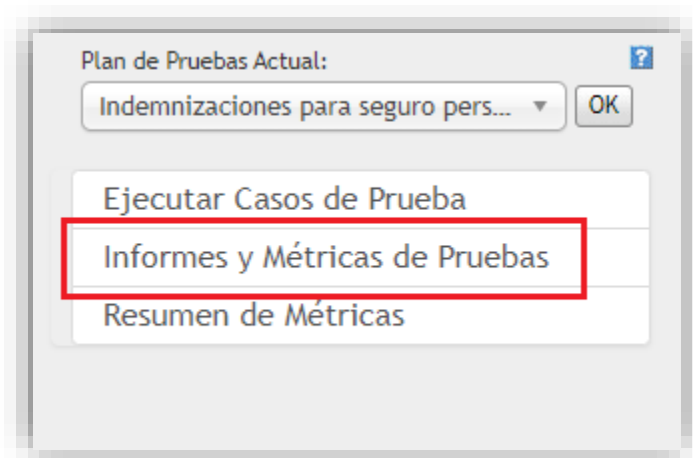 Plan de Pruebas Actual:
?
Indemnizaciones para seguro pers... OK
Ejecutar Casos de Prueba
Informes y Métricas de Pruebas
Resumen de Métricas